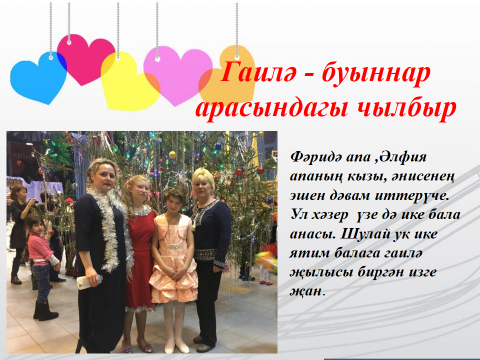 Гаилә - буыннар
арасындагы чылбыр
Фәридә апа ,Әлфия
апаның кызы, әнисенең
эшен дәвам иттерүче.
Ул хәзер үзе дә ике бала
анасы. Шулай ук ике
ятим балага гаилә
җылысы биргән изге
җан.